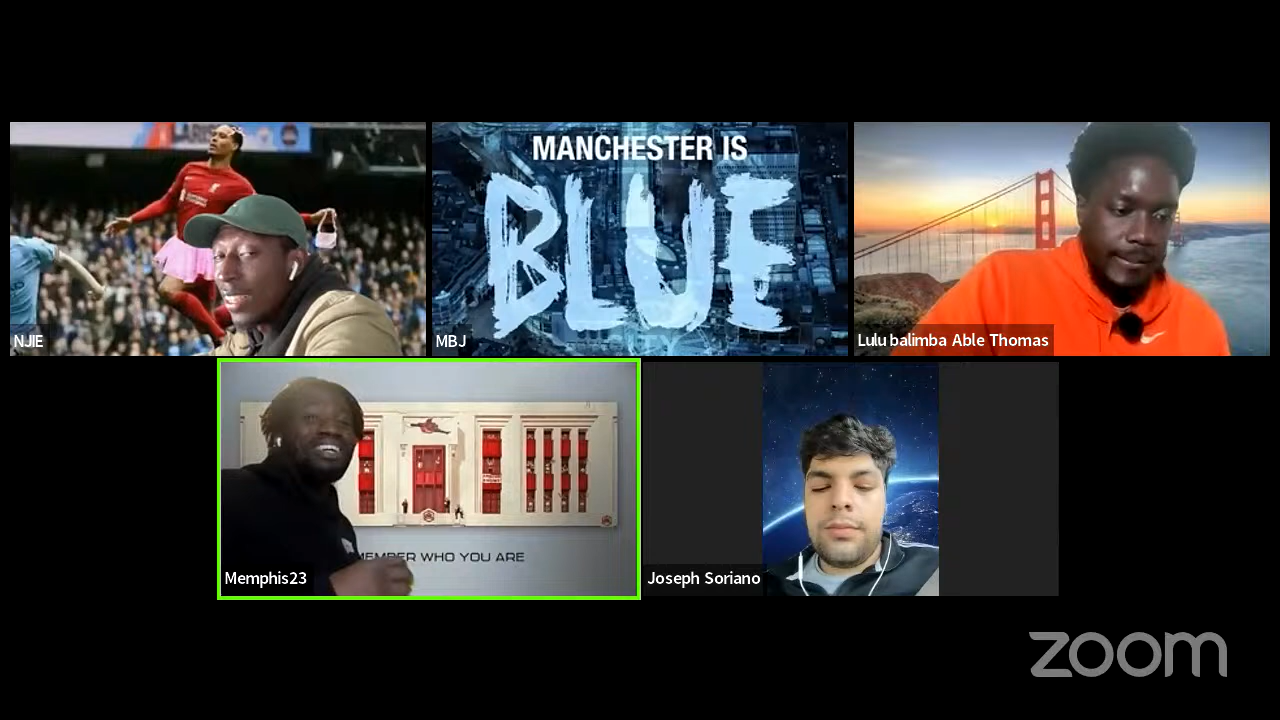 MANCHESTER IS
BLUE
NJIE
MBJ
Lulu balimba Able Thomas
MEMBER WHO YOU ARE
Memphis23
Joseph Soriano
zoom